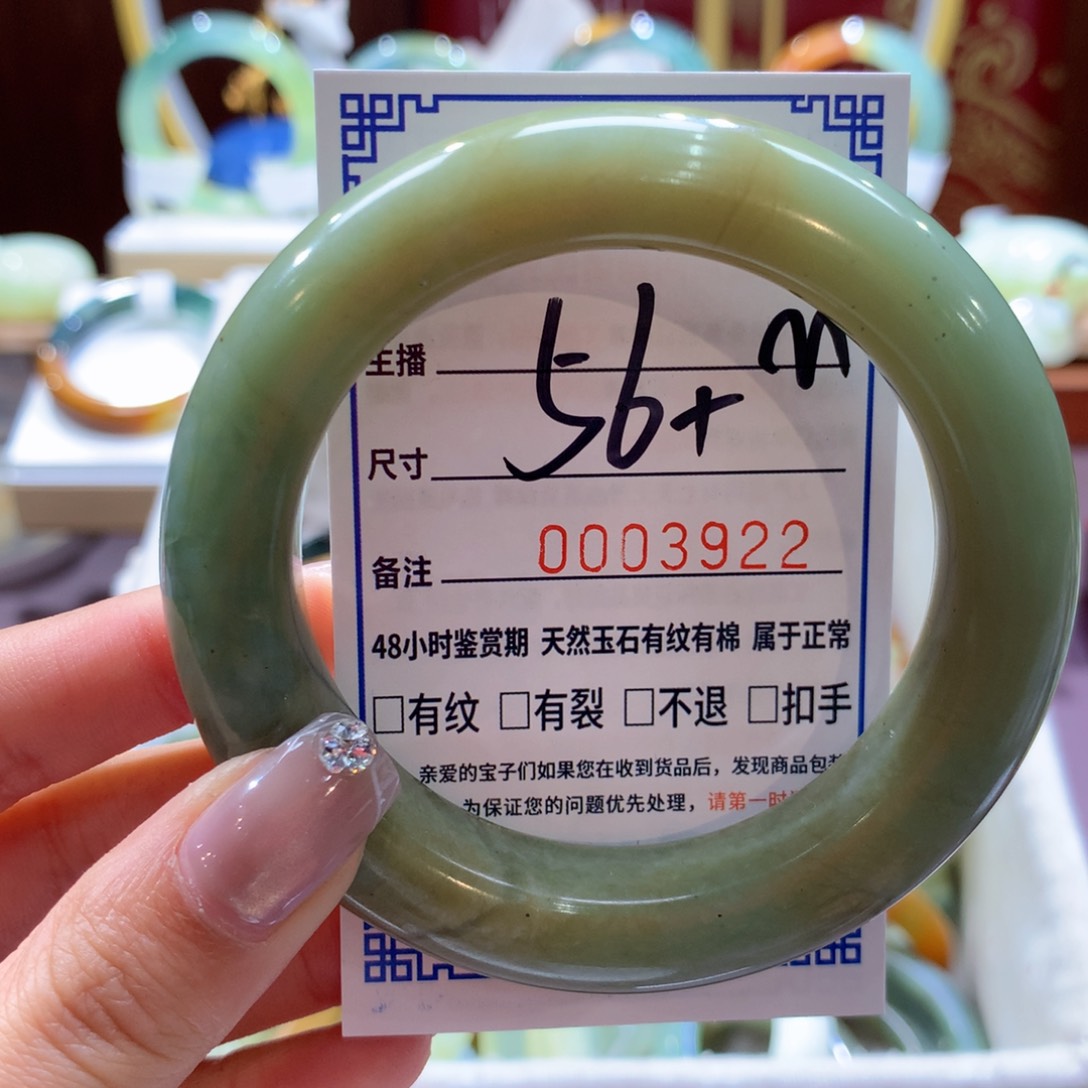 主播 m
尺寸 56+
备注 0003922
48小时鉴赏期 天然玉石有纹有棉 属于正常
□有纹 □有裂 □不退 □扣手
亲爱的宝子们如果您在收到货品后，发现商品包
为保证您的问题优先处理，请第一时